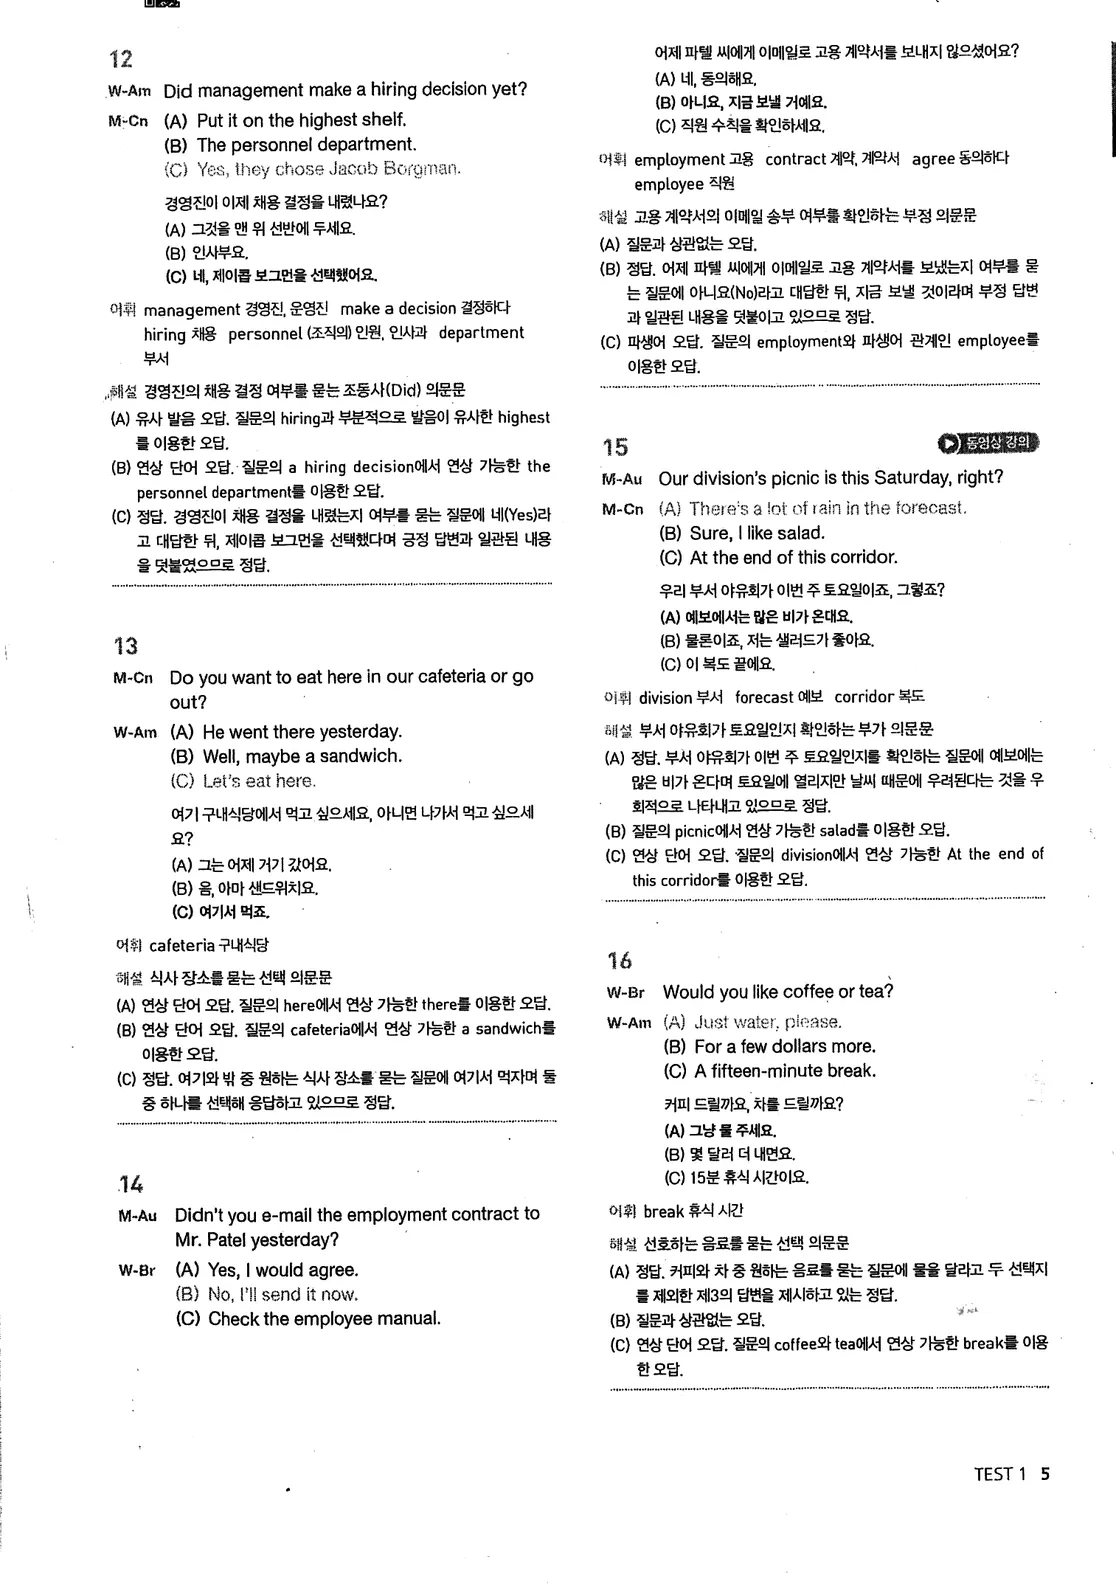 12
W-Am Did management make a hiring decision yet?
M-Cn (A) Put it on the highest shelf.
(B) The personnel department.
(C) Yes, they chose Jacob Borgman.
경영진이 이제 채용 결정을 내렸나요?
(A) 그것을 맨 위 선반에 두세요.
(B) 인사부요.
(C) 네, 제이콥 보그먼을 선택했어요.
어휘 management 경영진, 운영진 make a decision 결정하다
hiring 채용 personnel (조직의) 인원, 인사과 department
부서
해설 경영진의 채용 결정 여부를 묻는 조동사(Did) 의문문
(A) 유사 발음 오답. 질문의 hiring과 부분적으로 발음이 유사한 highest
를 이용한 오답.
(B) 연상 단어 오답. 질문의 a hiring decision에서 연상 가능한 the
personnel department를 이용한 오답.
(C) 정답. 경영진이 채용 결정을 내렸는지 여부를 묻는 질문에 네(Yes)라
고 대답한 뒤, 제이콥 보그먼을 선택했다며 긍정 답변과 일관된 내용
을 덧붙였으므로 정답.
13
M-Cn Do you want to eat here in our cafeteria or go
out?
W-Am (A) He went there yesterday.
(B) Well, maybe a sandwich.
(C) Let's eat here.
여기 구내식당에서 먹고 싶으세요, 아니면 나가서 먹고 싶으세
요?
(A) 그는 어제 거기 갔어요.
(B) 음, 아마 샌드위치요.
(C) 여기서 먹죠.
어휘 cafeteria 구내식당
해설 식사 장소를 묻는 선택 의문문
(A) 연상 단어 오답. 질문의 here에서 연상 가능한 there를 이용한 오답.
(B) 연상 단어 오답. 질문의 cafeteria에서 연상 가능한 a sandwich를
이용한 오답.
(C) 정답. 여기와 밖 중 원하는 식사 장소를 묻는 질문에 여기서 먹자며 둘
중 하나를 선택해 응답하고 있으므로 정답.
14
M-Au Didn't you e-mail the employment contract to
Mr. Patel yesterday?
W-Br (A) Yes, I would agree.
(B) No, I'll send it now.
(C) Check the employee manual.
어제 파텔 씨에게 이메일로 고용 계약서를 보내지 않으셨어요?
(A) 네, 동의해요.
(B) 아니요, 지금 보낼 거예요.
(C) 직원 수칙을 확인하세요.
어휘 employment 고용 contract 계약, 계약서 agree 동의하다
employee 직원
해설 고용 계약서의 이메일 송부 여부를 확인하는 부정 의문문
(A) 질문과 상관없는 오답.
(B) 정답. 어제 파텔 씨에게 이메일로 고용 계약서를 보냈는지 여부를 묻
는 질문에 아니요(No)라고 대답한 뒤, 지금 보낼 것이라며 부정 답변
과 일관된 내용을 덧붙이고 있으므로 정답.
(C) 파생어 오답. 질문의 employment와 파생어 관계인 employee를
이용한 오답.
15 동영상 강의
M-Au Our division's picnic is this Saturday, right?
M-Cn (A) There's a lot of rain in the forecast.
(B) Sure, I like salad.
(C) At the end of this corridor.
우리 부서 야유회가 이번 주 토요일이죠, 그렇죠?
(A) 예보에서는 많은 비가 온대요.
(B) 물론이죠, 저는 샐러드가 좋아요.
(C) 이 복도 끝에요.
어휘 division 부서 forecast 예보 corridor 복도
해설 부서 야유회가 토요일인지 확인하는 부가 의문문
(A) 정답. 부서 야유회가 이번 주 토요일인지를 확인하는 질문에 예보에는
많은 비가 온다며 토요일에 열리지만 날씨 때문에 우려된다는 것을 우
회적으로 나타내고 있으므로 정답.
(B) 질문의 picnic에서 연상 가능한 salad를 이용한 오답.
(C) 연상 단어 오답. 질문의 division에서 연상 가능한 At the end of
this corridor를 이용한 오답.
16
W-Br Would you like coffee or tea?
W-Am (A) Just water, please.
(B) For a few dollars more.
(C) A fifteen-minute break.
커피 드릴까요, 차를 드릴까요?
(A) 그냥 물 주세요.
(B) 몇 달러 더 내면요.
(C) 15분 휴식 시간이요.
어휘 break 휴식 시간
해설 선호하는 음료를 묻는 선택 의문문
(A) 정답. 커피와 차 중 원하는 음료를 묻는 질문에 물을 달라고 두 선택지
를 제외한 제3의 답변을 제시하고 있는 정답.
(B) 질문과 상관없는 오답.
(C) 연상 단어 오답. 질문의 coffee와 tea에서 연상 가능한 break를 이용
한 오답.
TEST 1 5